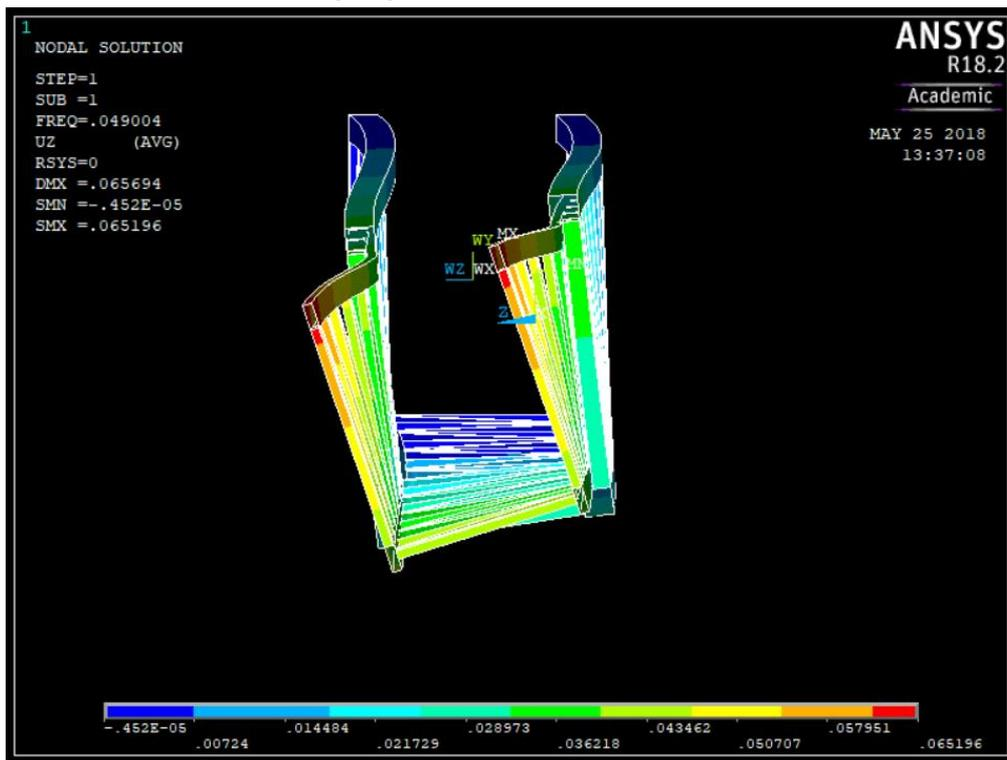 1
NODAL SOLUTION
STEP=1
SUB =1
FREQ=.049004
UZ (AVG)
RSYS=0
DMX =.065694
SMN =-.452E-05
SMX =.065196
ANSYS
R18.2
Academic
MAY 25 2018
13:37:08
WY MX
WZ WX
MN
Z
-.452E-05 .014484 .028973 .043462 .057951
.00724 .021729 .036218 .050707 .065196